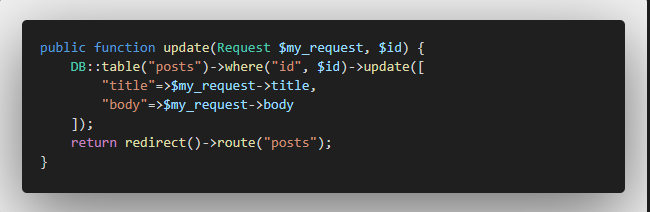 public function update(Request $my_request, $id) {
    DB::table("posts")->where("id", $id)->update([
        "title"=>$my_request->title,
        "body"=>$my_request->body
    ]);
    return redirect()->route("posts");
}